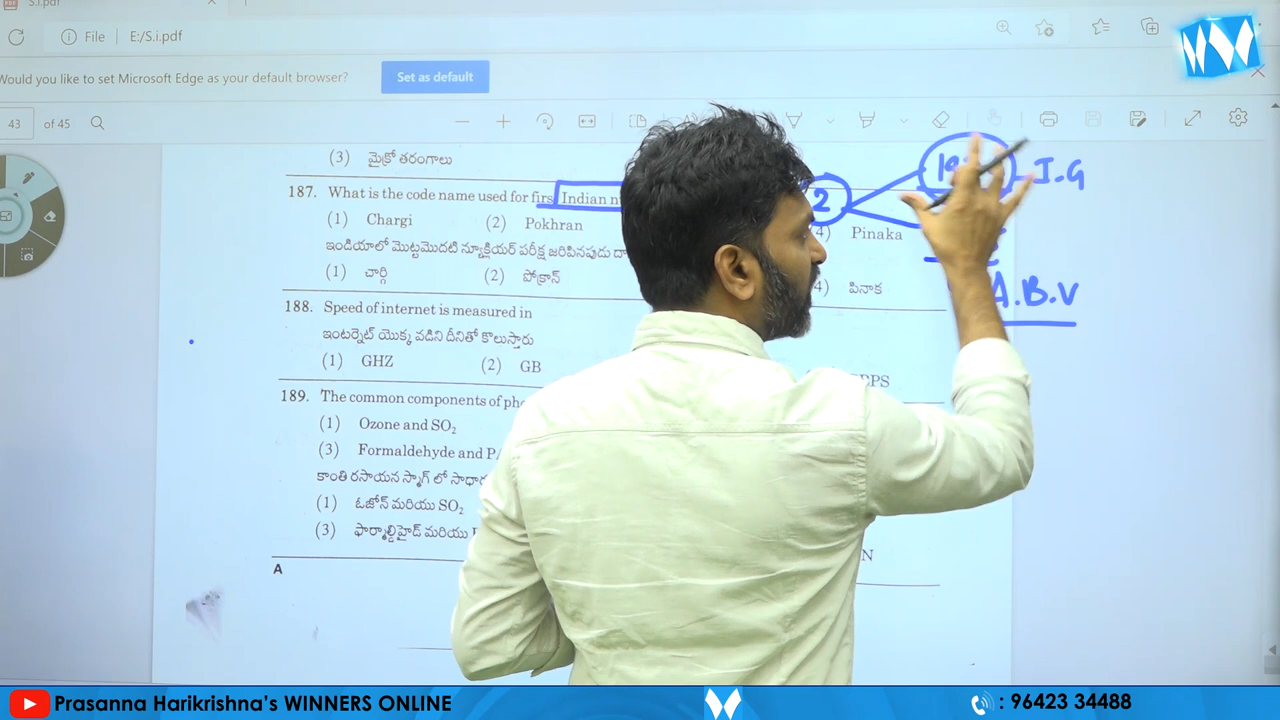 S.i.pdf
File E:/S.i.pdf
Would you like to set Microsoft Edge as your default browser? Set as default
43 of 45
(3) మైక్రో తరంగాలు
187. What is the code name used for first Indian
2 I.G
(1) Chargi (2) Pokhran (4) Pinaka
ఇండియాలో మొట్టమొదటి న్యూక్లియర్ పరీక్ష జరిపినపుడు
(1) చార్గి (2) పోక్రాన్ (4) పినాక
A.B.V
188. Speed of internet is measured in
ఇంటర్నెట్ యొక్క వడిని దీనితో కొలుస్తారు
(1) GHZ (2) GB
189. The common components of
(1) Ozone and SO₂
(3) Formaldehyde and
కాంతి రసాయన స్మాగ్ లో
(1) ఓజోన్ మరియు SO₂
(3) ఫార్మాల్డిహైడ్ మరియు
A
Prasanna Harikrishna's WINNERS ONLINE : 96423 34488